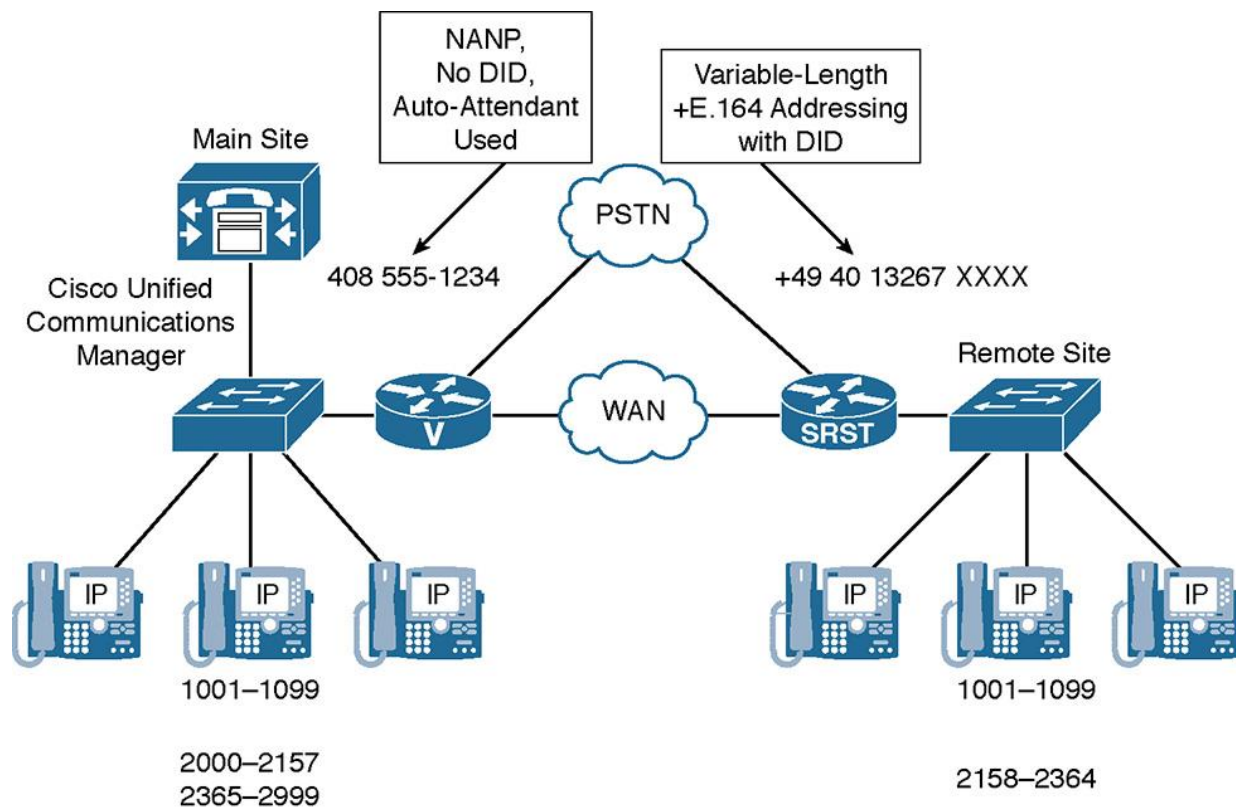 NANP,
No DID,
Auto-Attendant
Used
Variable-Length
+E.164 Addressing
with DID
Main Site
PSTN
408 555-1234
+49 40 13267 XXXX
Cisco Unified
Communications
Manager
Remote Site
V
WAN
SRST
IP
IP
IP
IP
IP
IP
1001–1099
1001–1099
2000–2157
2365–2999
2158–2364